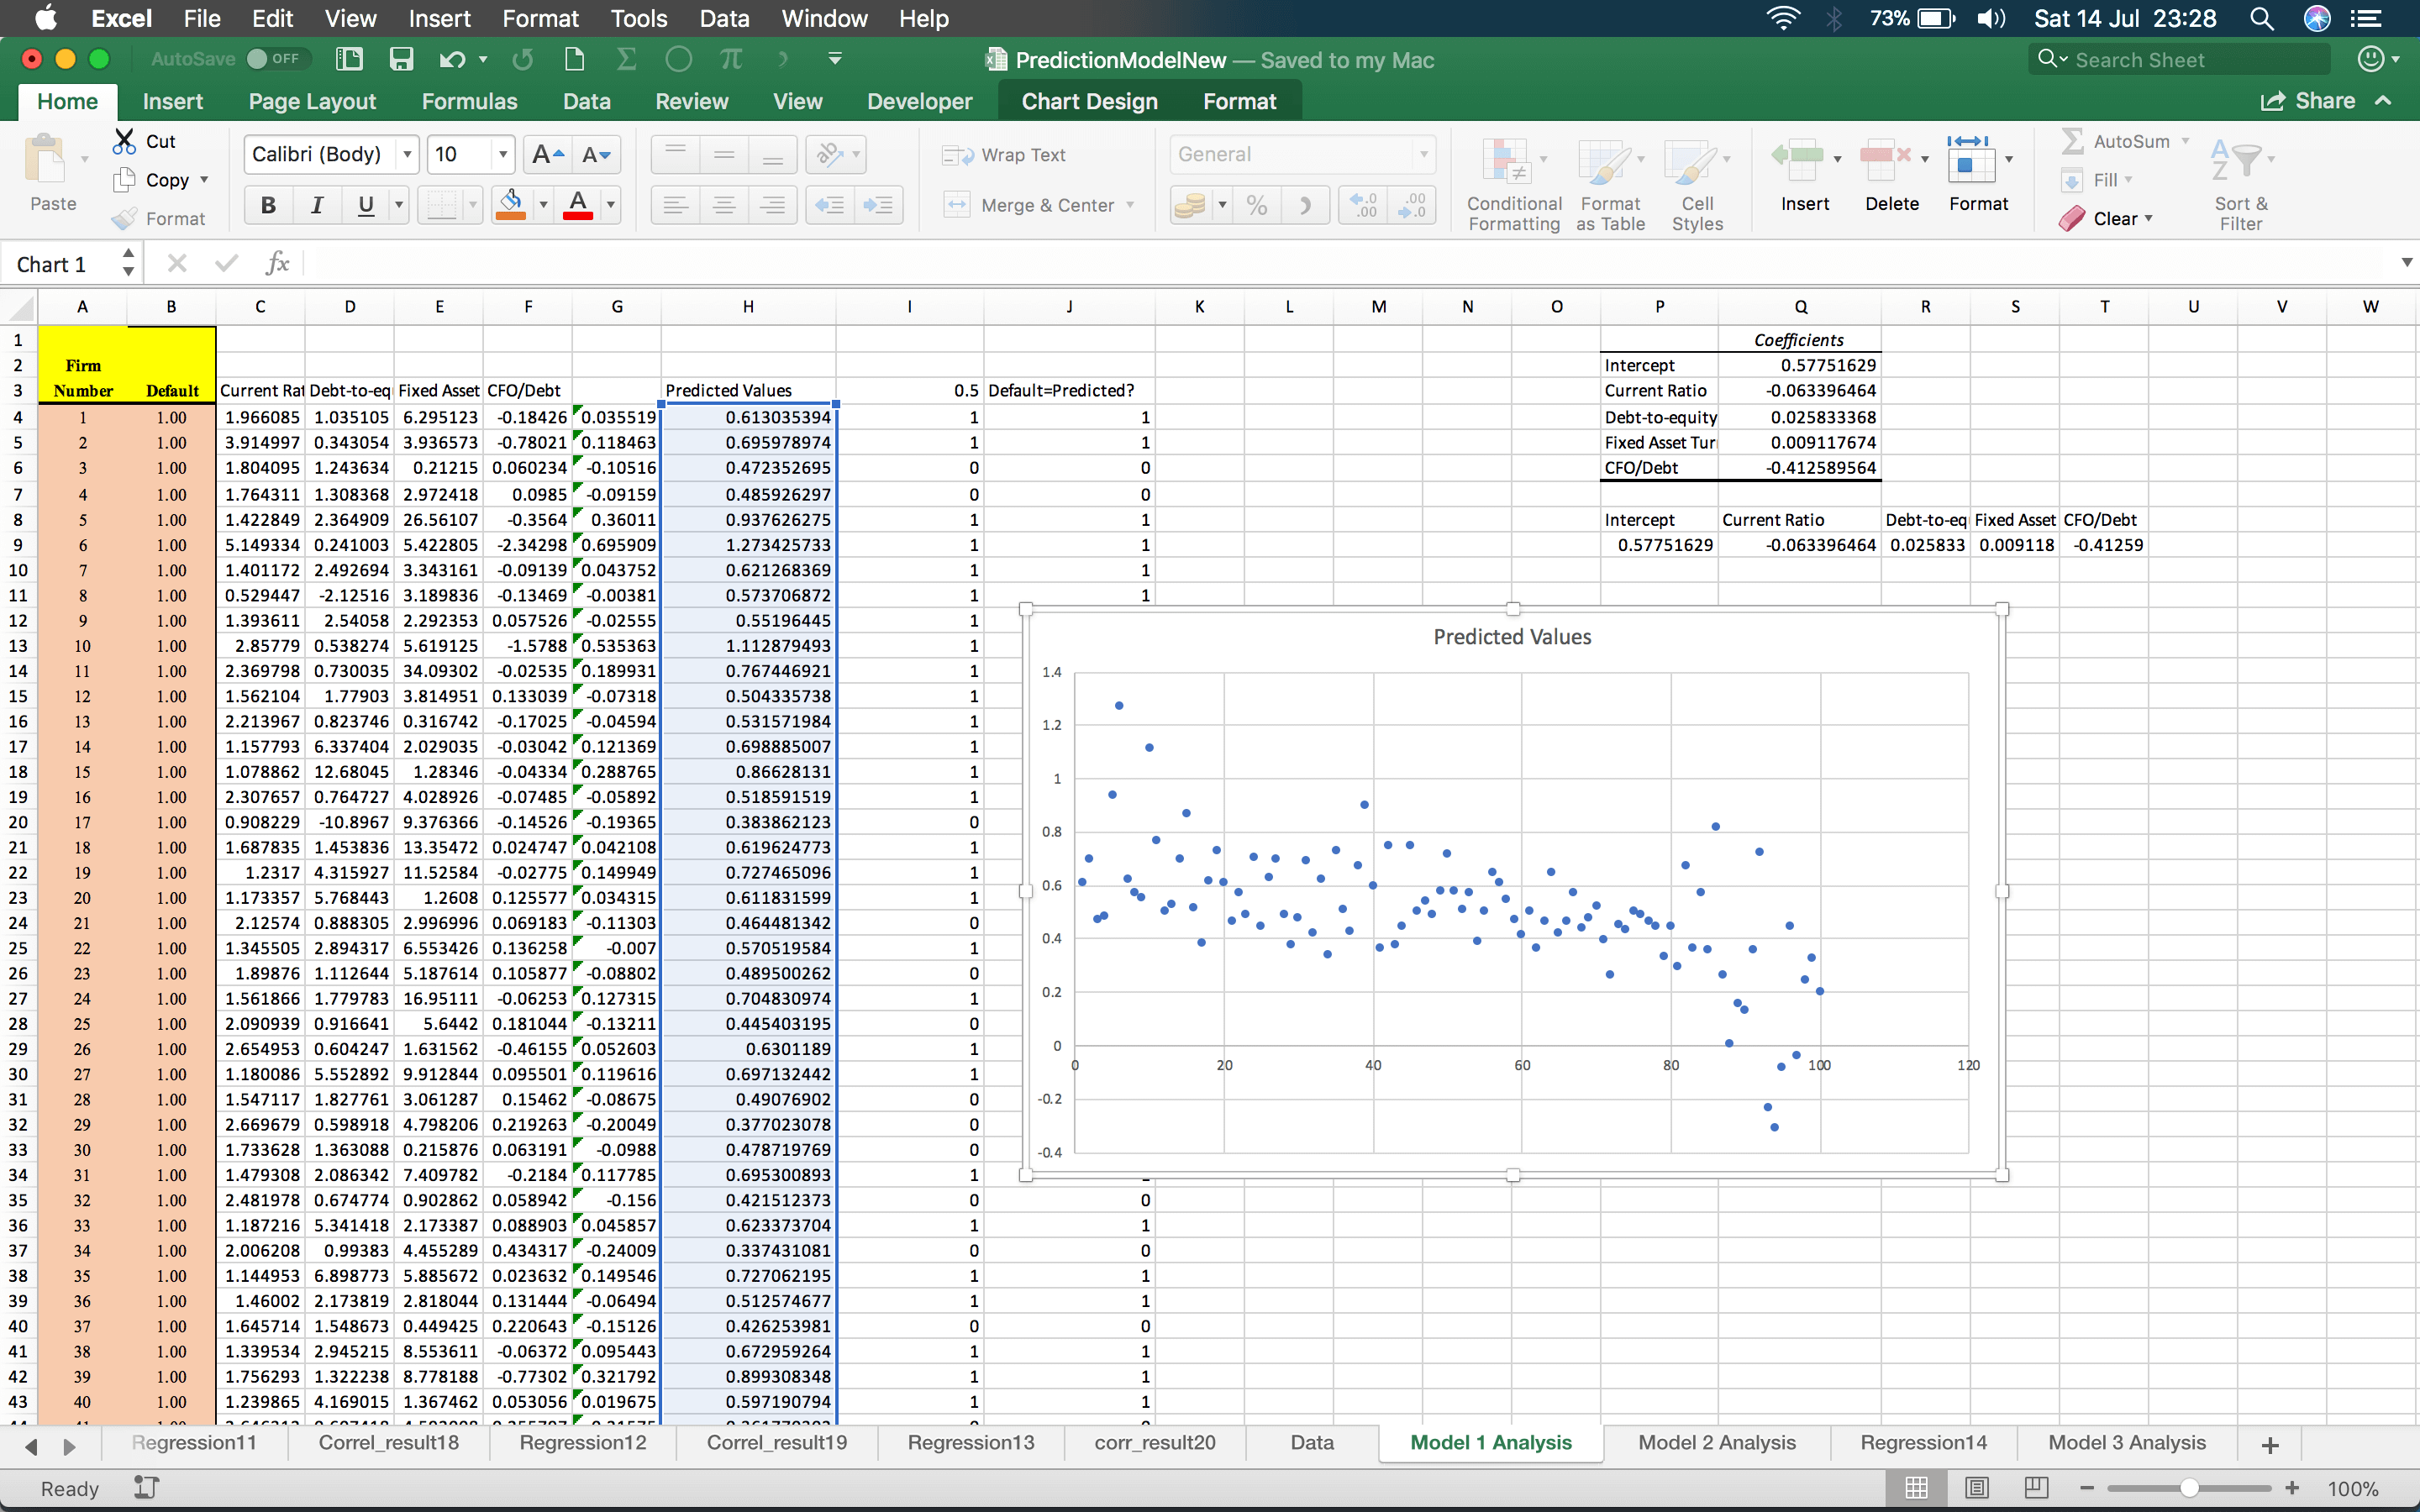 Excel File Edit View Insert Format Tools Data Window Help 73% Sat 14 Jul 23:28
AutoSave OFF PredictionModelNew — Saved to my Mac Search Sheet
Home Insert Page Layout Formulas Data Review View Developer Chart Design Format Share
Cut Calibri (Body) 10 Wrap Text General AutoSum
Copy Fill
Paste Format Merge & Center Conditional Formatting Format as Table Cell Styles Insert Delete Format Clear Sort & Filter
Chart 1 fx
A B C D E F G H I J K L M N O P Q R S T U V W
1 Coefficients
2 Firm Intercept 0.57751629
3 Number Default Current Rat Debt-to-eq Fixed Asset CFO/Debt Predicted Values 0.5 Default=Predicted? Current Ratio -0.063396464
4 1 1.00 1.966085 1.035105 6.295123 -0.18426 0.035519 0.613035394 1 1 Debt-to-equity 0.025833368
5 2 1.00 3.914997 0.343054 3.936573 -0.78021 0.118463 0.695978974 1 1 Fixed Asset Tur 0.009117674
6 3 1.00 1.804095 1.243634 0.21215 0.060234 -0.10516 0.472352695 0 0 CFO/Debt -0.412589564
7 4 1.00 1.764311 1.308368 2.972418 0.0985 -0.09159 0.485926297 0 0
8 5 1.00 1.422849 2.364909 26.56107 -0.3564 0.36011 0.937626275 1 1 Intercept Current Ratio Debt-to-eq Fixed Asset CFO/Debt
9 6 1.00 5.149334 0.241003 5.422805 -2.34298 0.695909 1.273425733 1 1 0.57751629 -0.063396464 0.025833 0.009118 -0.41259
10 7 1.00 1.401172 2.492694 3.343161 -0.09139 0.043752 0.621268369 1 1
11 8 1.00 0.529447 -2.12516 3.189836 -0.13469 -0.00381 0.573706872 1 1
12 9 1.00 1.393611 2.54058 2.292353 0.057526 -0.02555 0.55196445 1
13 10 1.00 2.85779 0.538274 5.619125 -1.5788 0.535363 1.112879493 1
14 11 1.00 2.369798 0.730035 34.09302 -0.02535 0.189931 0.767446921 1
15 12 1.00 1.562104 1.77903 3.814951 0.133039 -0.07318 0.504335738 1
16 13 1.00 2.213967 0.823746 0.316742 -0.17025 -0.04594 0.531571984 1
17 14 1.00 1.157793 6.337404 2.029035 -0.03042 0.121369 0.698885007 1
18 15 1.00 1.078862 12.68045 1.28346 -0.04334 0.288765 0.86628131 1
19 16 1.00 2.307657 0.764727 4.028926 -0.07485 -0.05892 0.518591519 1
20 17 1.00 0.908229 -10.8967 9.376366 -0.14526 -0.19365 0.383862123 0
21 18 1.00 1.687835 1.453836 13.35472 0.024747 0.042108 0.619624773 1
22 19 1.00 1.2317 4.315927 11.52584 -0.02775 0.149949 0.727465096 1
23 20 1.00 1.173357 5.768443 1.2608 0.125577 0.034315 0.611831599 1
24 21 1.00 2.12574 0.888305 2.996996 0.069183 -0.11303 0.464481342 0
25 22 1.00 1.345505 2.894317 6.553426 0.136258 -0.007 0.570519584 1
26 23 1.00 1.89876 1.112644 5.187614 0.105877 -0.08802 0.489500262 0
27 24 1.00 1.561866 1.779783 16.95111 -0.06253 0.127315 0.704830974 1
28 25 1.00 2.090939 0.916641 5.6442 0.181044 -0.13211 0.445403195 0
29 26 1.00 2.654953 0.604247 1.631562 -0.46155 0.052603 0.6301189 1
30 27 1.00 1.180086 5.552892 9.912844 0.095501 0.119616 0.697132442 1
31 28 1.00 1.547117 1.827761 3.061287 0.15462 -0.08675 0.49076902 0
32 29 1.00 2.669679 0.598918 4.798206 0.219263 -0.20049 0.377023078 0
33 30 1.00 1.733628 1.363088 0.215876 0.063191 -0.0988 0.478719769 0
34 31 1.00 1.479308 2.086342 7.409782 -0.2184 0.117785 0.695300893 1
35 32 1.00 2.481978 0.674774 0.902862 0.058942 -0.156 0.421512373 0 0
36 33 1.00 1.187216 5.341418 2.173387 0.088903 0.045857 0.623373704 1 1
37 34 1.00 2.006208 0.99383 4.455289 0.434317 -0.24009 0.337431081 0 0
38 35 1.00 1.144953 6.898773 5.885672 0.023632 0.149546 0.727062195 1 1
39 36 1.00 1.46002 2.173819 2.818044 0.131444 -0.06494 0.512574677 1 1
40 37 1.00 1.645714 1.548673 0.449425 0.220643 -0.15126 0.426253981 0 0
41 38 1.00 1.339534 2.945215 8.553611 -0.06372 0.095443 0.672959264 1 1
42 39 1.00 1.756293 1.322238 8.778188 -0.77302 0.321792 0.899308348 1 1
43 40 1.00 1.239865 4.169015 1.367462 0.053056 0.019675 0.597190794 1 1
Predicted Values
1.4
1.2
1
0.8
0.6
0.4
0.2
0
0 20 40 60 80 100 120
-0.2
-0.4
Regression11 Correl_result18 Regression12 Correl_result19 Regression13 corr_result20 Data Model 1 Analysis Model 2 Analysis Regression14 Model 3 Analysis +
Ready 100%